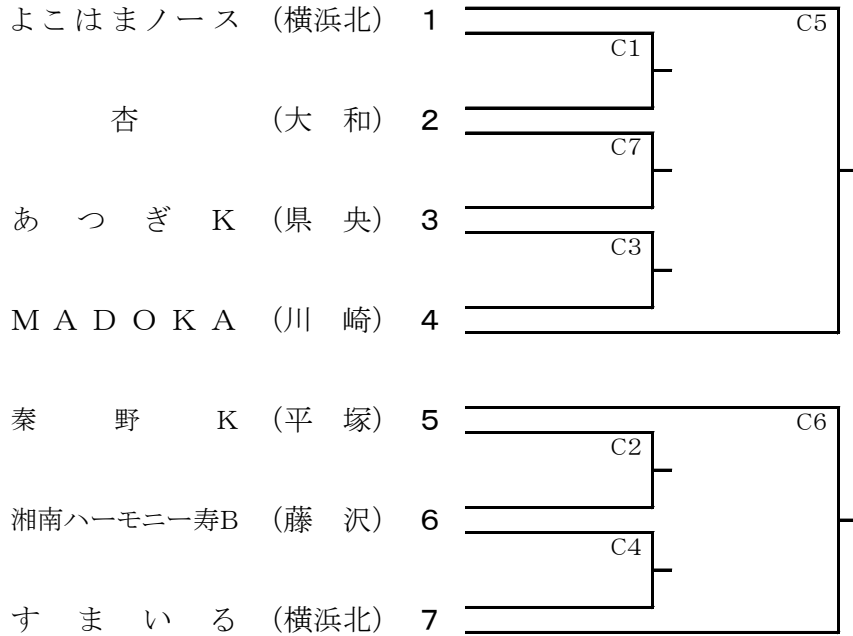 よこはまノース (横浜北) 1 C5
C1
杏 (大 和) 2
C7
あ つ ぎ K (県 央) 3
C3
M A D O K A (川 崎) 4
秦 野 K (平 塚) 5 C6
C2
湘南ハーモニー寿B (藤 沢) 6
C4
す ま い る (横浜北) 7